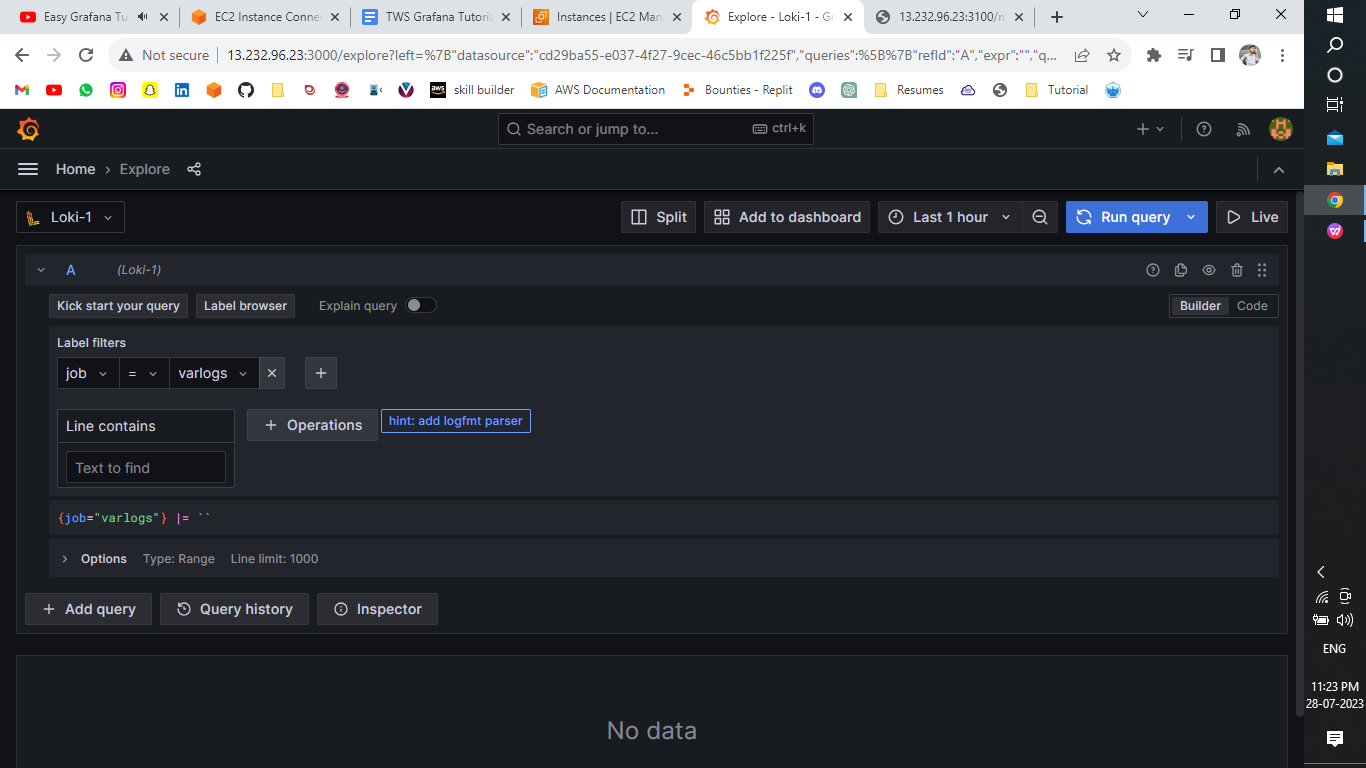 Easy Grafana Tu
EC2 Instance Conne
TWS Grafana Tutoria
Instances | EC2 Man
Explore - Loki-1 - Gr
13.232.96.23:3100/m
Not secure
13.232.96.23:3000/explore?left=%7B"datasource":"cd29ba55-e037-4f27-9cec-46c5bb1f225f","queries":%5B%7B"refId":"A","expr":"","q...
skill builder
AWS Documentation
Bounties - Replit
Resumes
Tutorial
Search or jump to...
ctrl+k
Home › Explore
Loki-1
Split
Add to dashboard
Last 1 hour
Run query
Live
A
(Loki-1)
Kick start your query
Label browser
Explain query
Builder
Code
Label filters
job
=
varlogs
Line contains
Operations
hint: add logfmt parser
Text to find
{job="varlogs"} |= ``
Options
Type: Range
Line limit: 1000
Add query
Query history
Inspector
No data
ENG
11:23 PM
28-07-2023